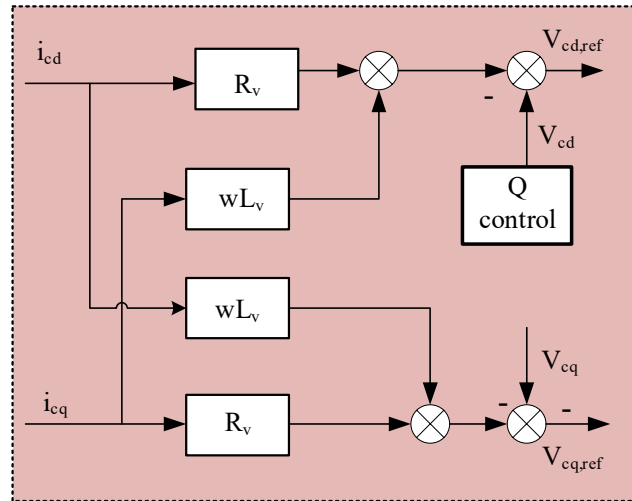 i_cd
V_cd,ref
R_v
-
V_cd
wL_v
Q
control
wL_v
V_cq
i_cq
R_v
-
-
V_cq,ref